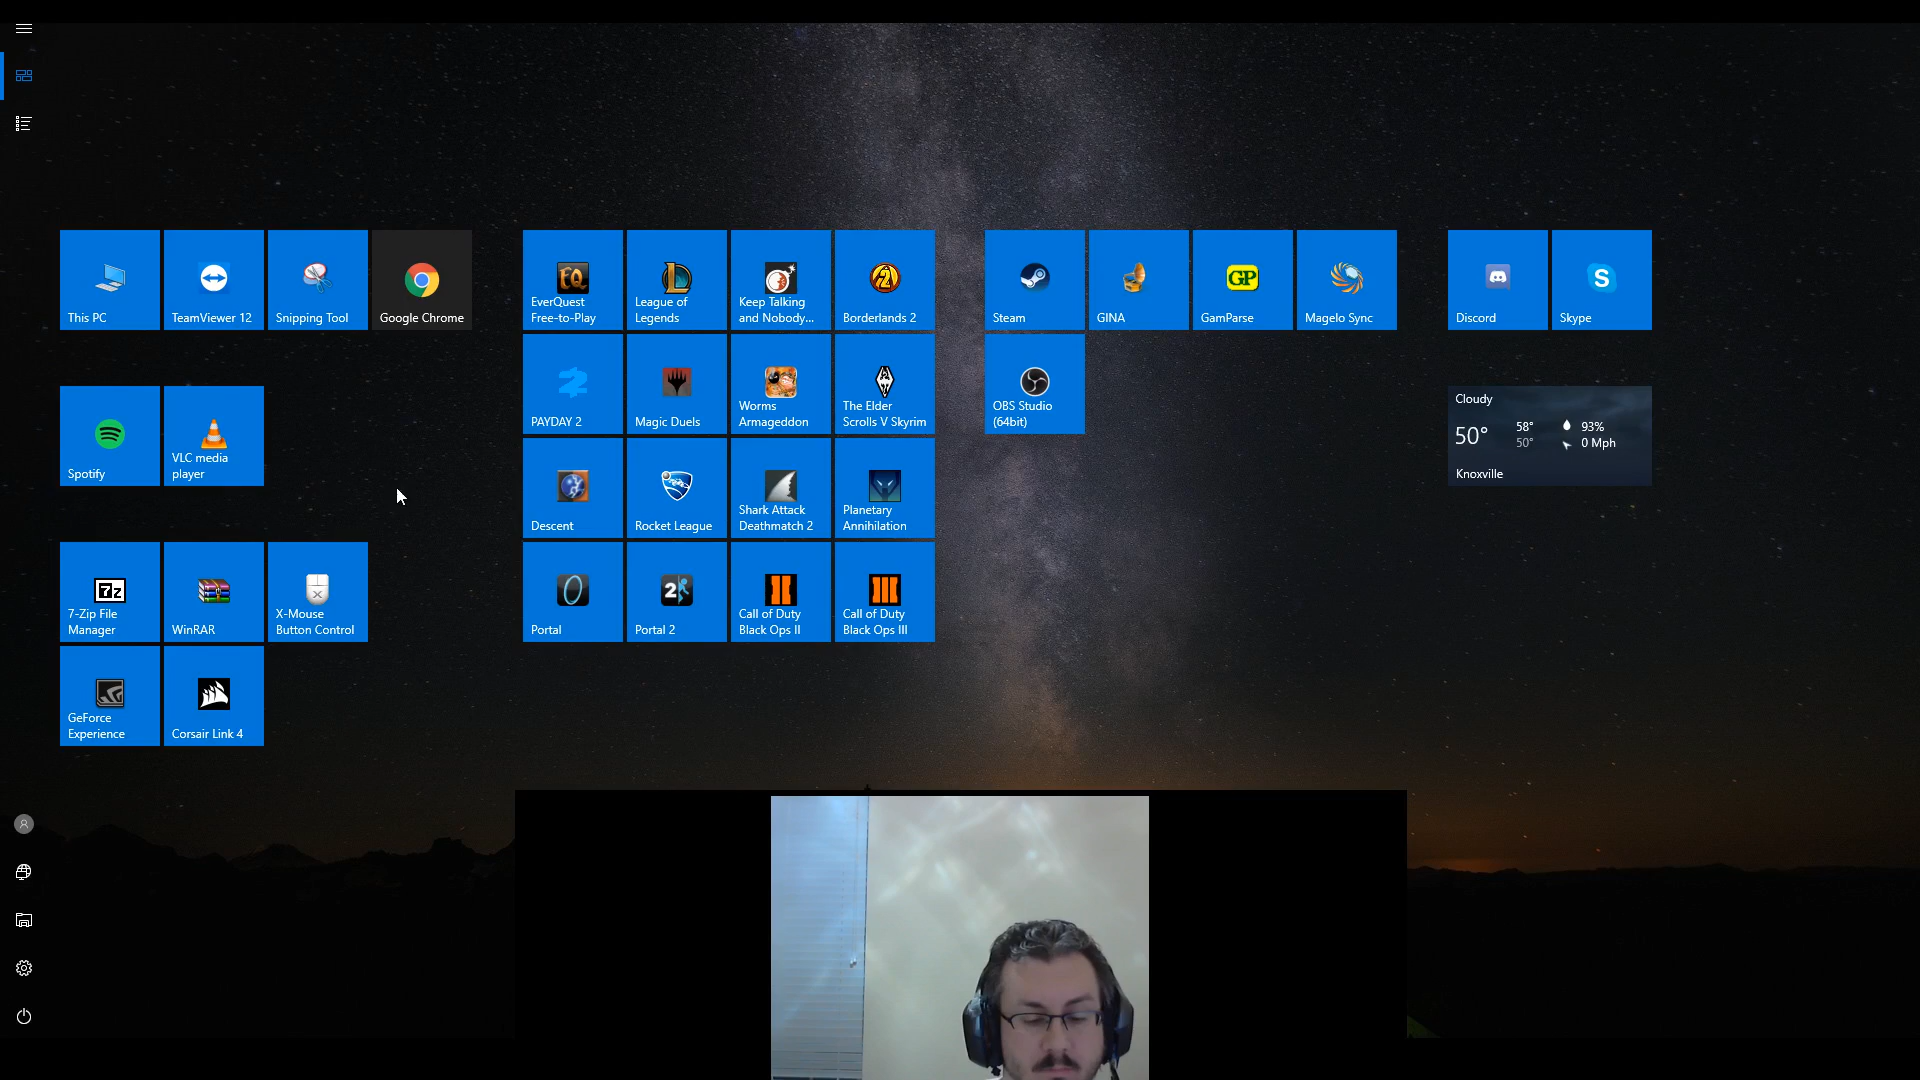 This PC
TeamViewer 12
Snipping Tool
Google Chrome
Spotify
VLC media
player
7-Zip File
Manager
WinRAR
X-Mouse
Button Control
GeForce
Experience
Corsair Link 4
EverQuest
Free-to-Play
League of
Legends
Keep Talking
and Nobody...
Borderlands 2
PAYDAY 2
Magic Duels
Worms
Armageddon
The Elder
Scrolls V Skyrim
Descent
Rocket League
Shark Attack
Deathmatch 2
Planetary
Annihilation
Portal
Portal 2
Call of Duty
Black Ops II
Call of Duty
Black Ops III
Steam
GINA
GamParse
Magelo Sync
OBS Studio
(64bit)
Discord
Skype
Cloudy
50°
58°
50°
93%
0 Mph
Knoxville
EQ
GP
S
7z
2